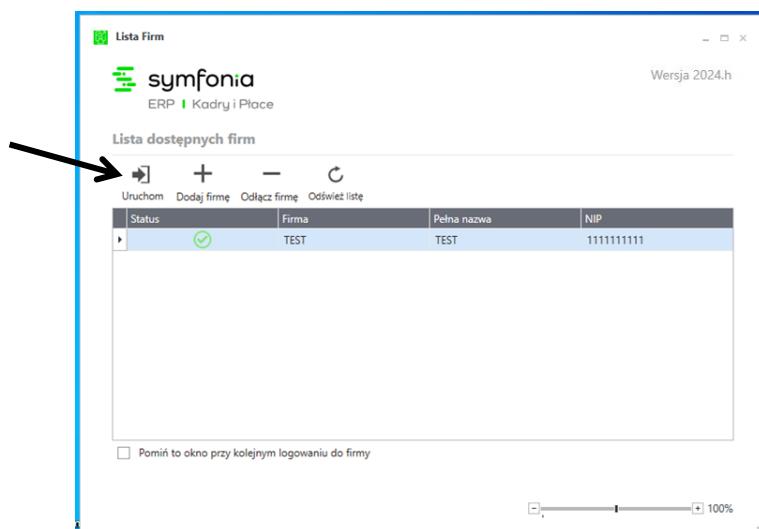 Lista Firm
symfonia
Wersja 2024.h
ERP | Kadry i Płace
Lista dostępnych firm
Uruchom Dodaj firmę Odłącz firmę Odśwież listę
Status Firma Pełna nazwa NIP
TEST TEST 1111111111
Pomiń to okno przy kolejnym logowaniu do firmy
100%